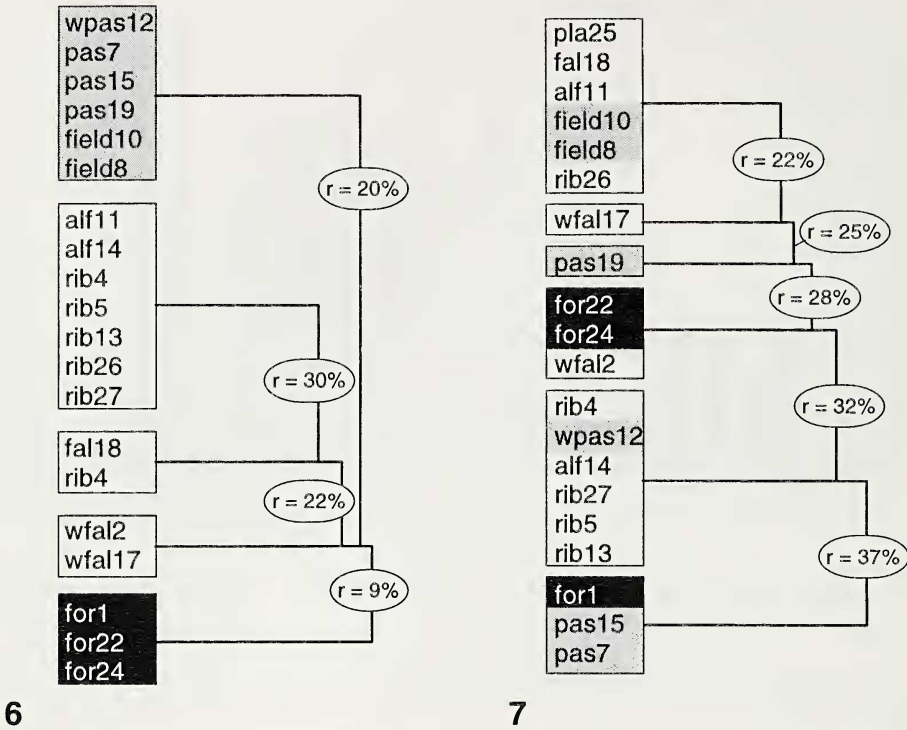 wpas12
pas7
pas15
pas19
field10
field8
r = 20%
alf11
alf14
rib4
rib5
rib13
rib26
rib27
r = 30%
fal18
rib4
r = 22%
wfal2
wfal17
r = 9%
for1
for22
for24
6
pla25
fal18
alf11
field10
field8
rib26
r = 22%
wfal17
r = 25%
pas19
r = 28%
for22
for24
wfal2
r = 32%
rib4
wpas12
alf14
rib27
rib5
rib13
r = 37%
for1
pas15
pas7
7